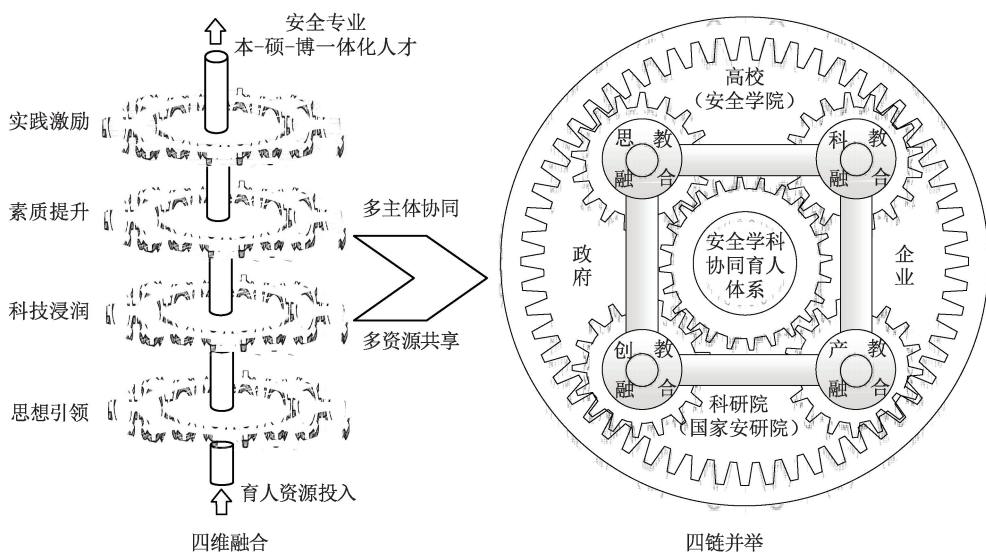 安全专业
本-硕-博一体化人才
实践激励
素质提升
科技浸润
思想引领
育人资源投入
四维融合
多主体协同
多资源共享
高校
（安全学院）
思教
融合
科教
融合
政府
安全学科
协同育人
体系
企业
创教
融合
产教
融合
科研院
（国家安研院）
四链并举